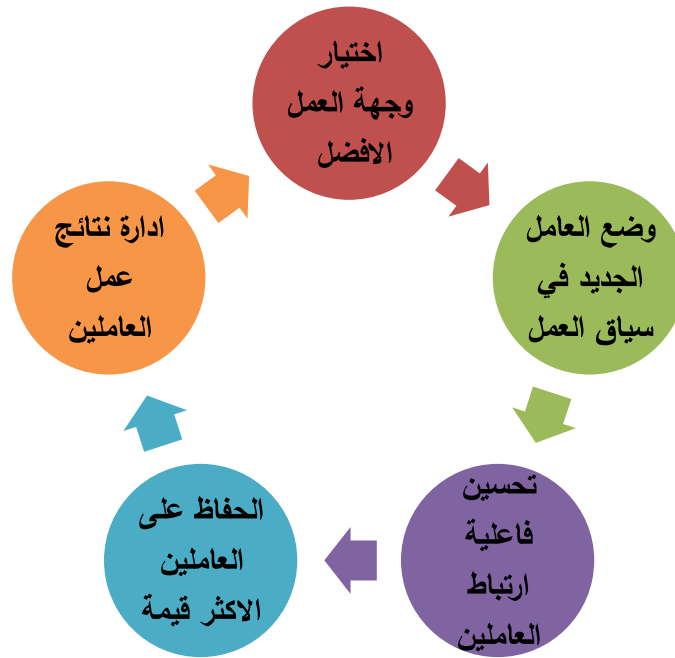 اختيار
وجهة العمل
الافضل
وضع العامل
الجديد في
سياق العمل
تحسين
فاعلية
ارتباط
العاملين
الحفاظ على
العاملين
الاكثر قيمة
ادارة نتائج
عمل
العاملين